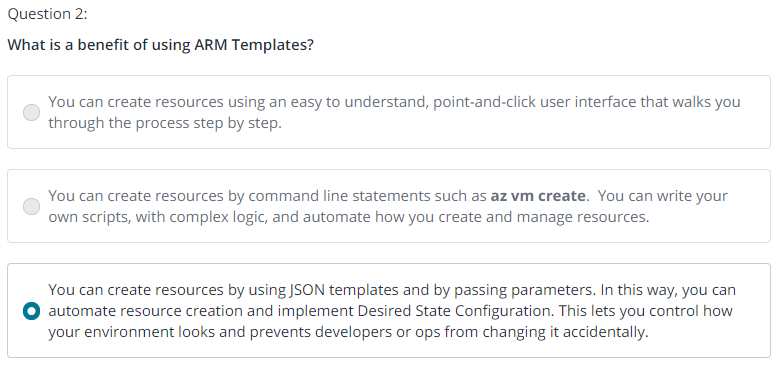 Question 2:
What is a benefit of using ARM Templates?
You can create resources using an easy to understand, point-and-click user interface that walks you
through the process step by step.
You can create resources by command line statements such as az vm create.  You can write your
own scripts, with complex logic, and automate how you create and manage resources.
You can create resources by using JSON templates and by passing parameters. In this way, you can
automate resource creation and implement Desired State Configuration. This lets you control how
your environment looks and prevents developers or ops from changing it accidentally.